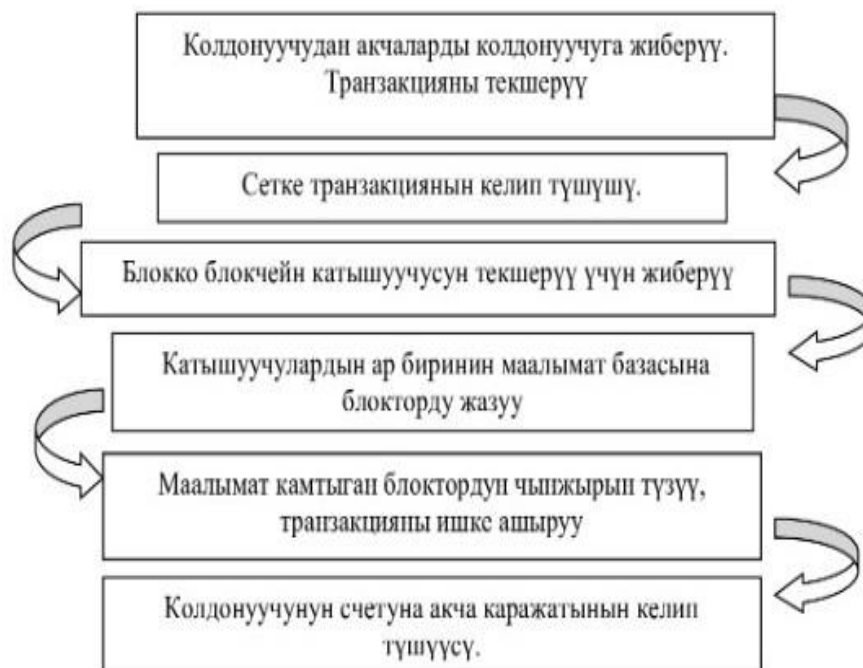 Колдонуучудан акчаларды колдонуучуга жиберүү.
Транзакцияны текшерүү
Сетке транзакциянын келип түшүшү.
Блокко блокчейн катышуучусун текшерүү үчүн жиберүү
Катышуучулардын ар биринин маалымат базасына
блокторду жазуу
Маалымат камтыган блоктордун чынжырын түзүү,
транзакцияны ишке ашыруу
Колдонуучунун счетуна акча каражатынын келип
түшүүсү.